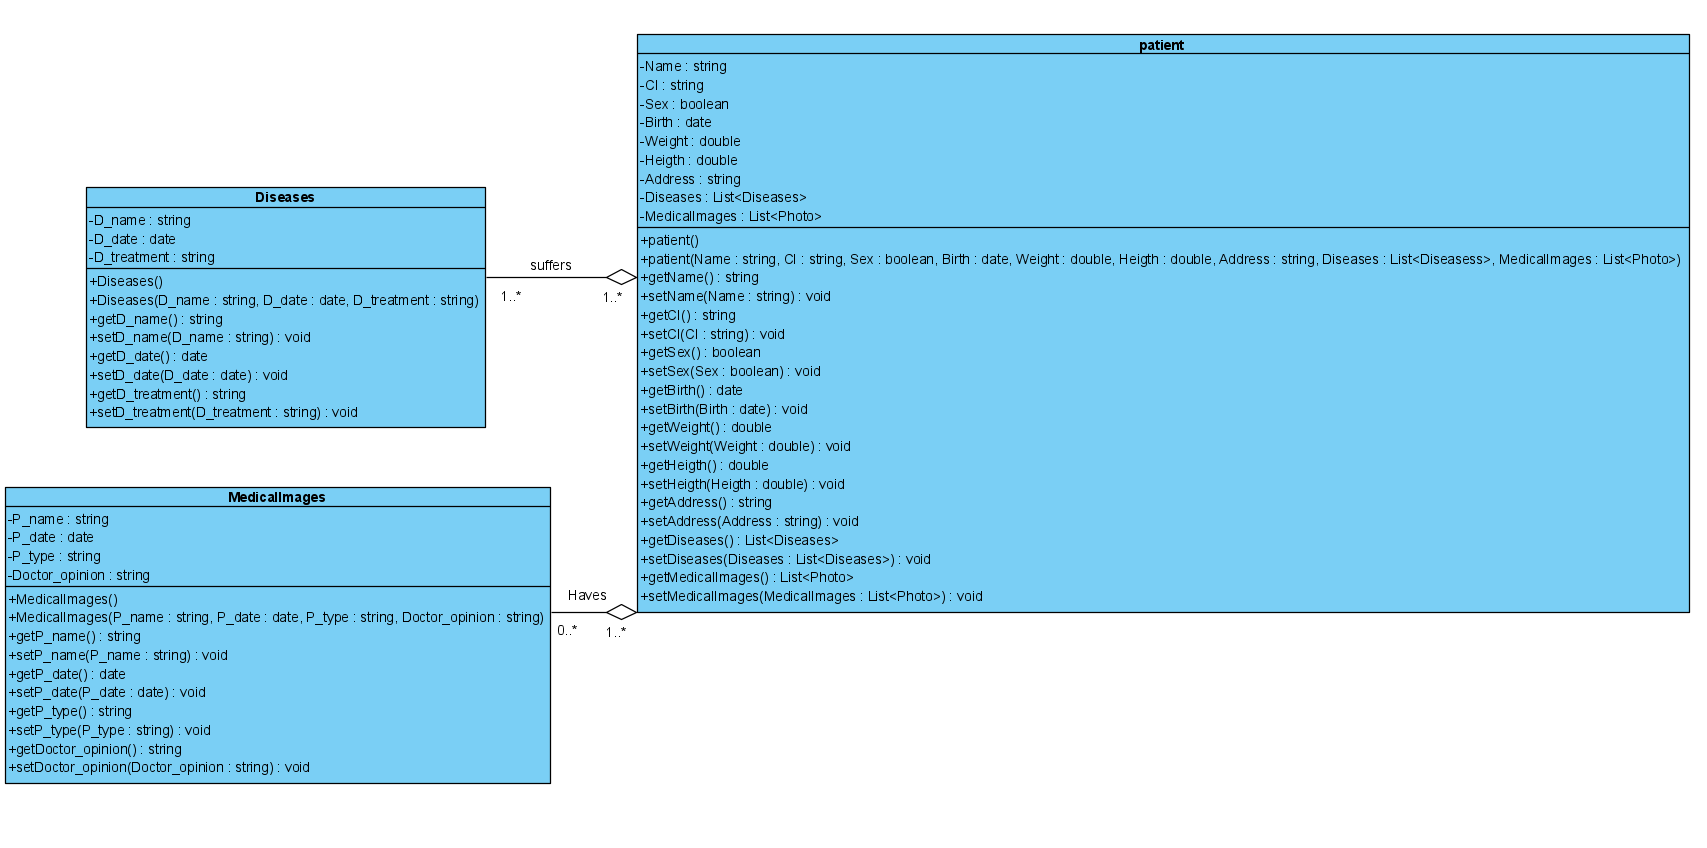 patient
-Name : string
-CI : string
-Sex : boolean
-Birth : date
-Weight : double
-Heigth : double
-Address : string
-Diseases : List<Diseases>
-MedicalImages : List<Photo>
+patient()
+patient(Name : string, CI : string, Sex : boolean, Birth : date, Weight : double, Heigth : double, Address : string, Diseases : List<Diseasess>, MedicalImages : List<Photo>)
+getName() : string
+setName(Name : string) : void
+getCI() : string
+setCI(CI : string) : void
+getSex() : boolean
+setSex(Sex : boolean) : void
+getBirth() : date
+setBirth(Birth : date) : void
+getWeight() : double
+setWeight(Weight : double) : void
+getHeigth() : double
+setHeigth(Heigth : double) : void
+getAddress() : string
+setAddress(Address : string) : void
+getDiseases() : List<Diseases>
+setDiseases(Diseases : List<Diseases>) : void
+getMedicalImages() : List<Photo>
+setMedicalImages(MedicalImages : List<Photo>) : void
Diseases
-D_name : string
-D_date : date
-D_treatment : string
+Diseases()
+Diseases(D_name : string, D_date : date, D_treatment : string)
+getD_name() : string
+setD_name(D_name : string) : void
+getD_date() : date
+setD_date(D_date : date) : void
+getD_treatment() : string
+setD_treatment(D_treatment : string) : void
suffers
1..*
1..*
MedicalImages
-P_name : string
-P_date : date
-P_type : string
-Doctor_opinion : string
+MedicalImages()
+MedicalImages(P_name : string, P_date : date, P_type : string, Doctor_opinion : string)
+getP_name() : string
+setP_name(P_name : string) : void
+getP_date() : date
+setP_date(P_date : date) : void
+getP_type() : string
+setP_type(P_type : string) : void
+getDoctor_opinion() : string
+setDoctor_opinion(Doctor_opinion : string) : void
Haves
0..*
1..*